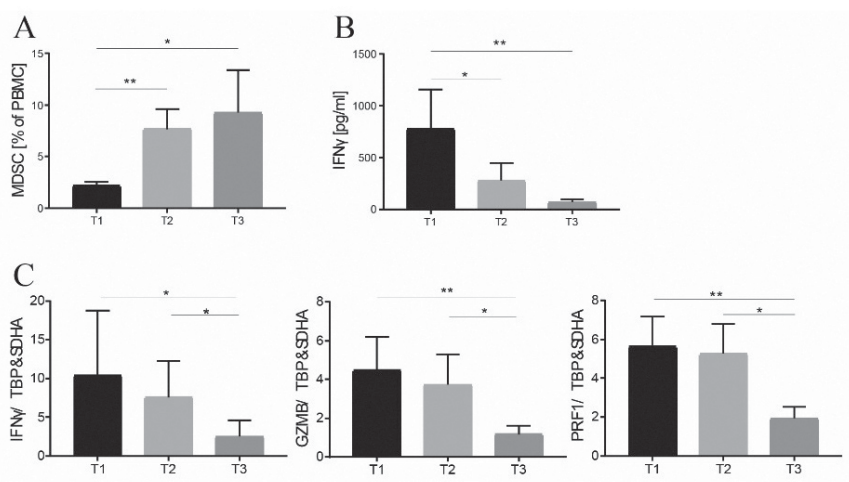 A
MDSC [% of PBMC]
15
10
5
0
*
**
T1
T2
T3
B
IFNγ [pg/ml]
1500
1000
500
0
**
*
T1
T2
T3
C
IFNγ/ TBP&SDHA
20
15
10
5
0
*
*
T1
T2
T3
GZMB/ TBP&SDHA
8
6
4
2
0
**
*
T1
T2
T3
PRF1/ TBP&SDHA
8
6
4
2
0
**
*
T1
T2
T3